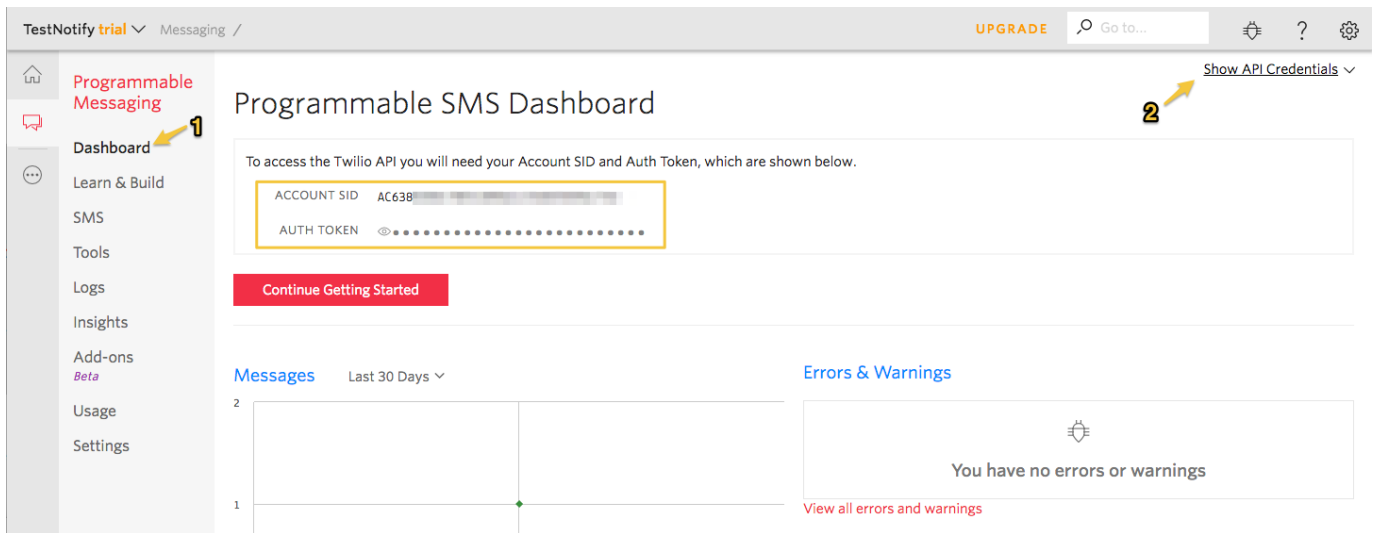 TestNotify trial Messaging /
UPGRADE
Go to...
?
Show API Credentials
2
Programmable
Messaging
1
Dashboard
Learn & Build
SMS
Tools
Logs
Insights
Add-ons
Beta
Usage
Settings
Programmable SMS Dashboard
To access the Twilio API you will need your Account SID and Auth Token, which are shown below.
ACCOUNT SID AC63B
AUTH TOKEN
Continue Getting Started
Messages Last 30 Days
2
1
Errors & Warnings
You have no errors or warnings
View all errors and warnings